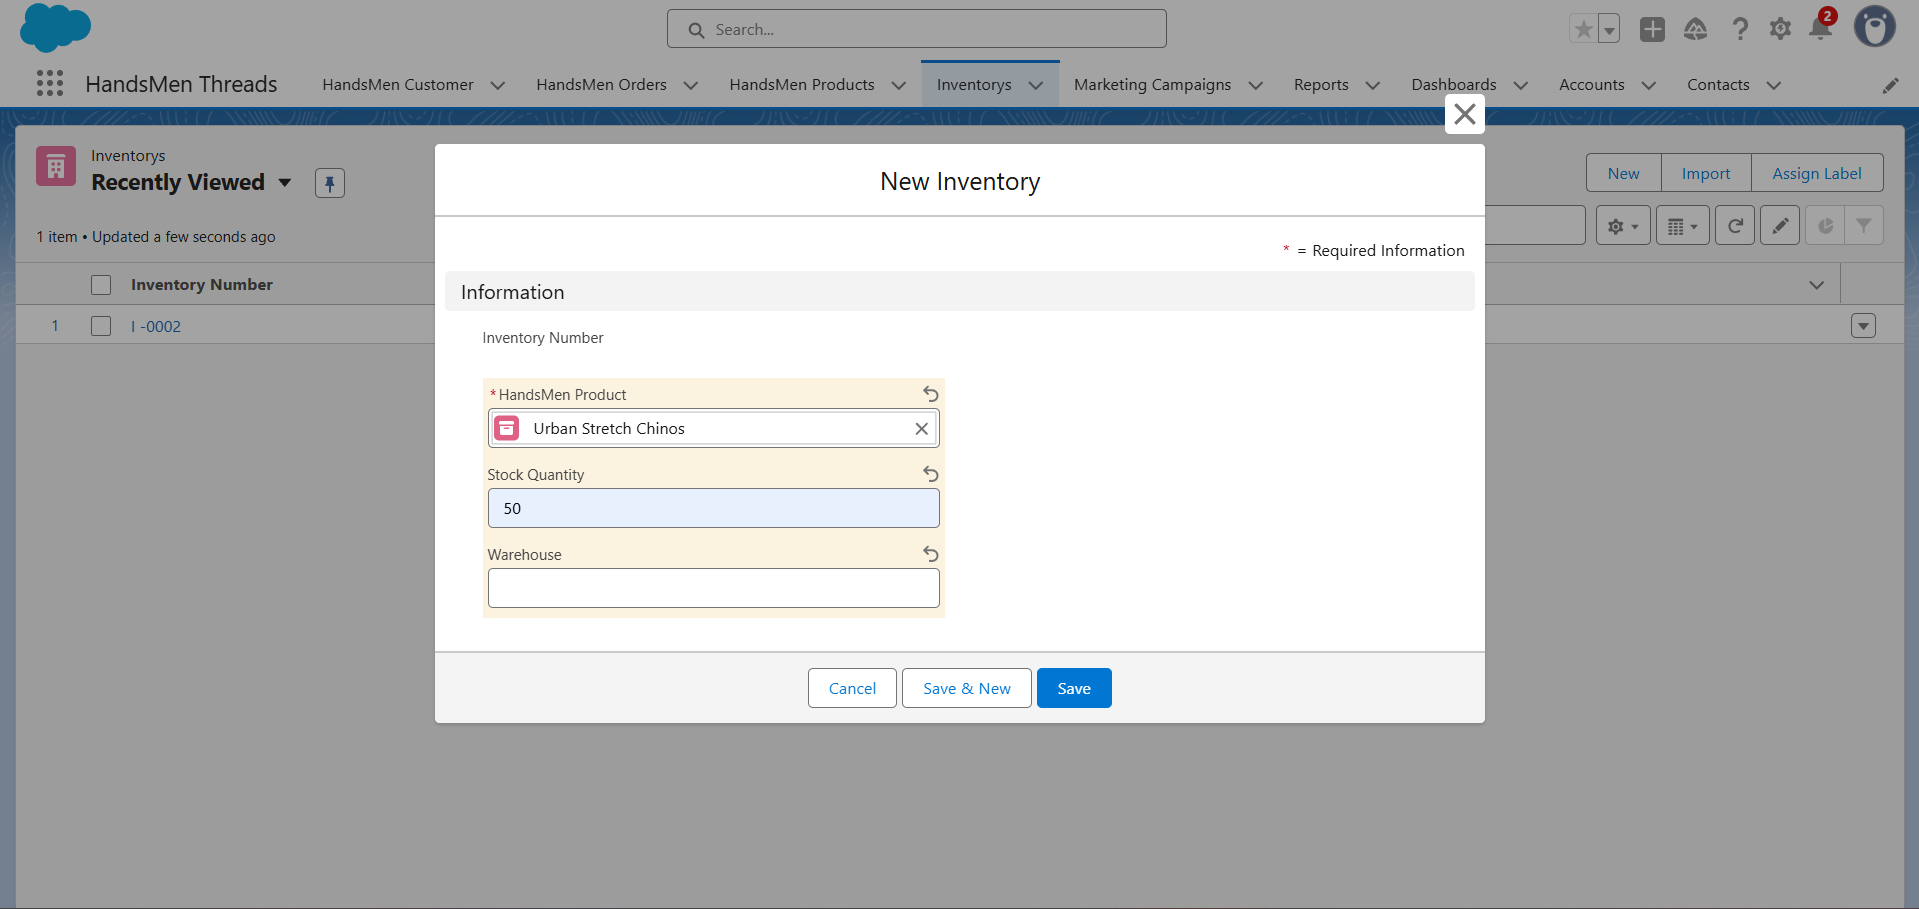 Search...
2
HandsMen Threads
HandsMen Customer
HandsMen Orders
HandsMen Products
Inventorys
Marketing Campaigns
Reports
Dashboards
Accounts
Contacts
Inventorys
Recently Viewed
New
Import
Assign Label
1 item • Updated a few seconds ago
Inventory Number
1
I -0002
New Inventory
* = Required Information
Information
Inventory Number
*HandsMen Product
Urban Stretch Chinos
Stock Quantity
50
Warehouse
Cancel
Save & New
Save